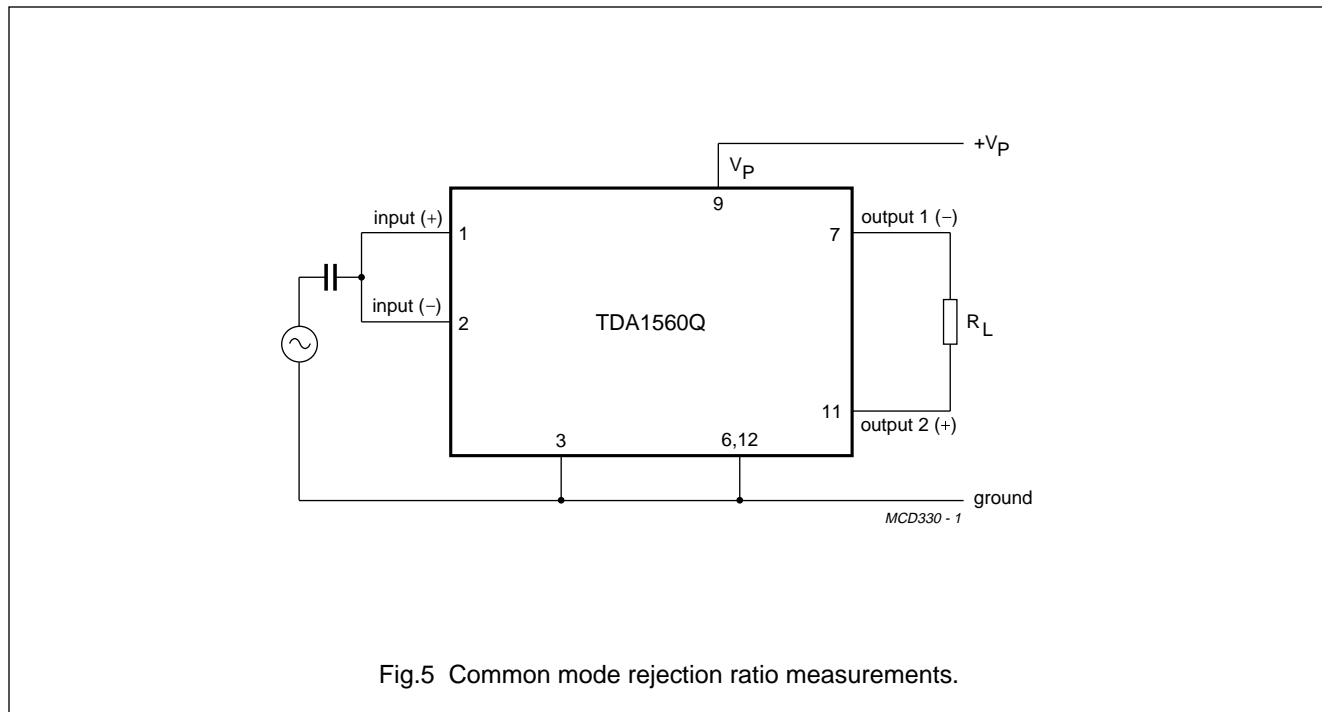 +VP
VP
9
input (+)
1
output 1 (−)
7
input (−)
2
TDA1560Q
RL
11
output 2 (+)
3
6,12
ground
MCD330 - 1
Fig.5 Common mode rejection ratio measurements.